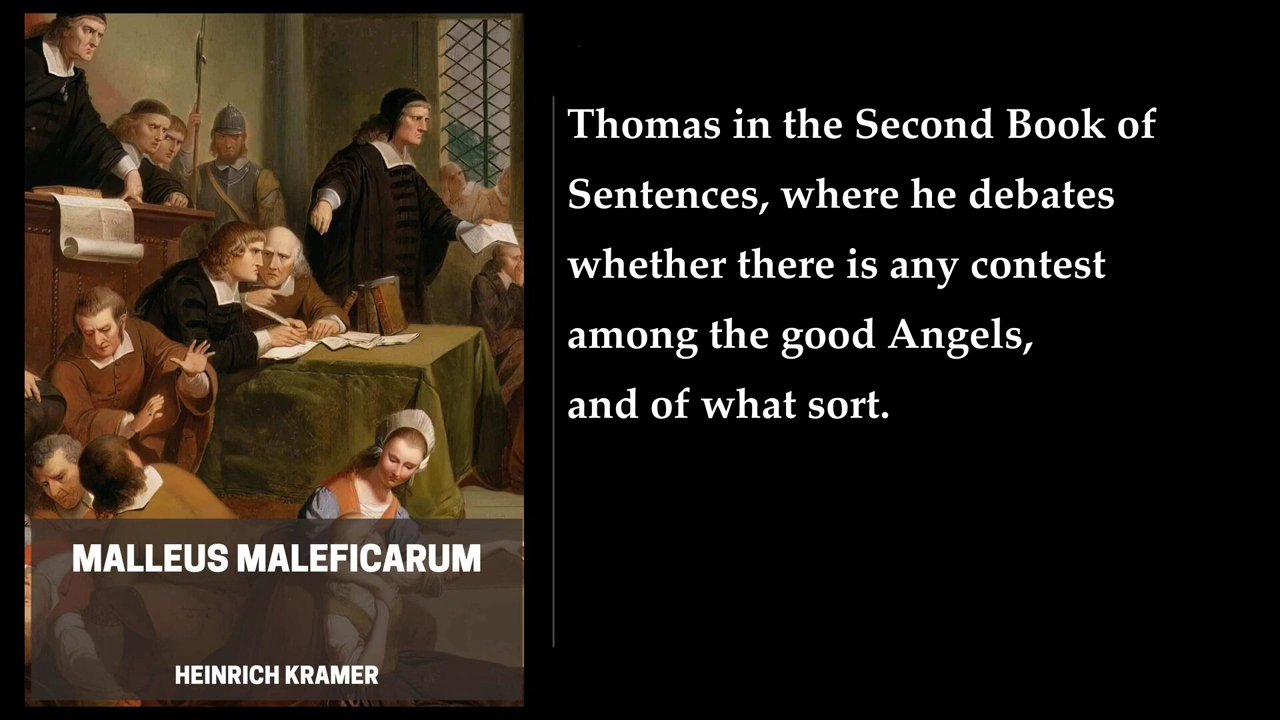 Thomas in the Second Book of
Sentences, where he debates
whether there is any contest
among the good Angels,
and of what sort.
MALLEUS MALEFICARUM
HEINRICH KRAMER